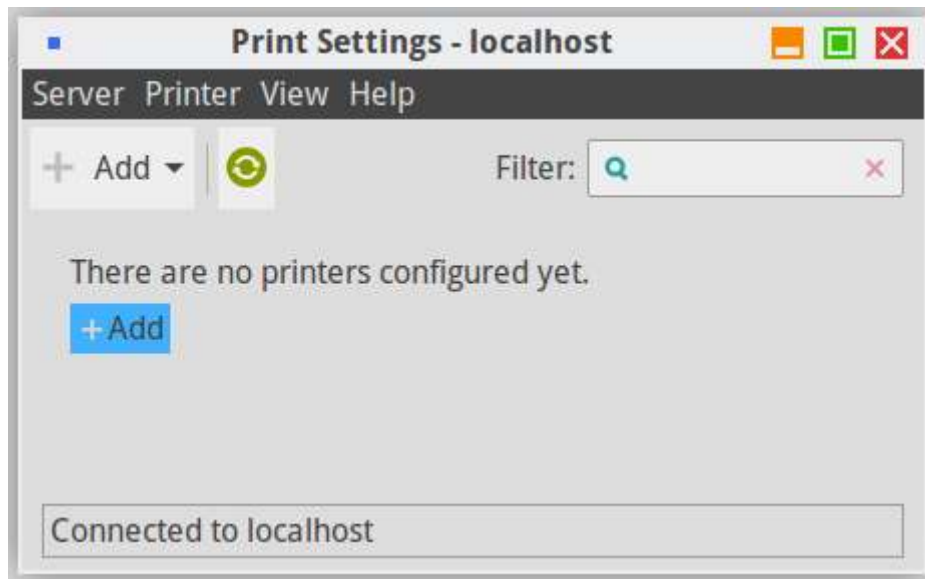 Print Settings - localhost
Server Printer View Help
+ Add Filter:
There are no printers configured yet.
+ Add
Connected to localhost